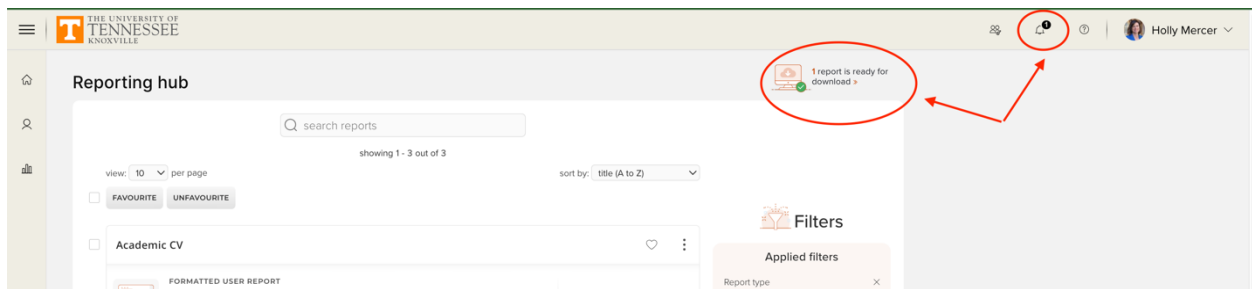 THE UNIVERSITY OF
TENNESSEE
KNOXVILLE
T
1
Holly Mercer
Reporting hub
1 report is ready for
download >
search reports
showing 1 - 3 out of 3
view: 10 per page
sort by: title (A to Z)
FAVOURITE UNFAVOURITE
Filters
Academic CV
Applied filters
FORMATTED USER REPORT
Report type ×